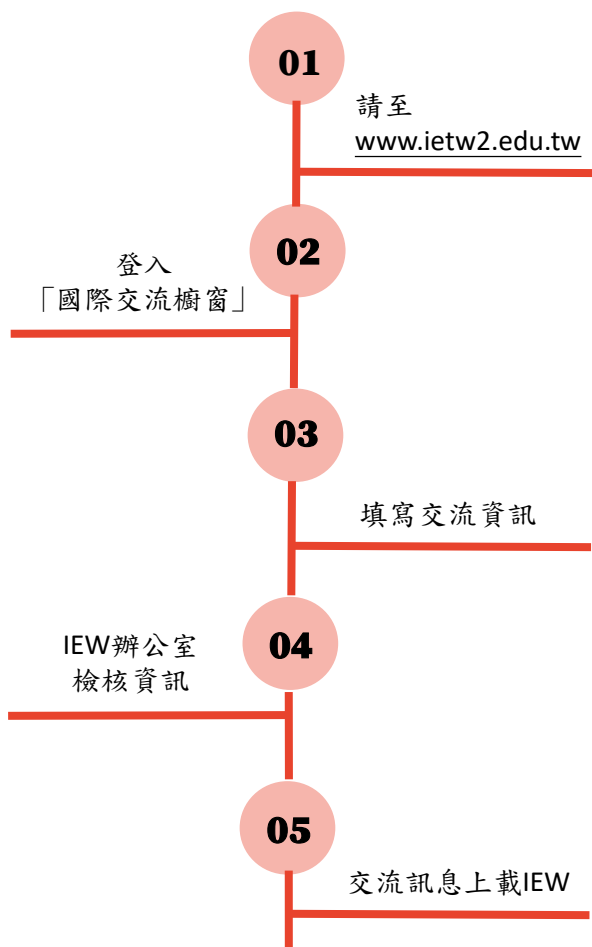 01
請至
www.ietw2.edu.tw
02
登入
「國際交流櫥窗」
03
填寫交流資訊
04
IEW辦公室
檢核資訊
05
交流訊息上載IEW